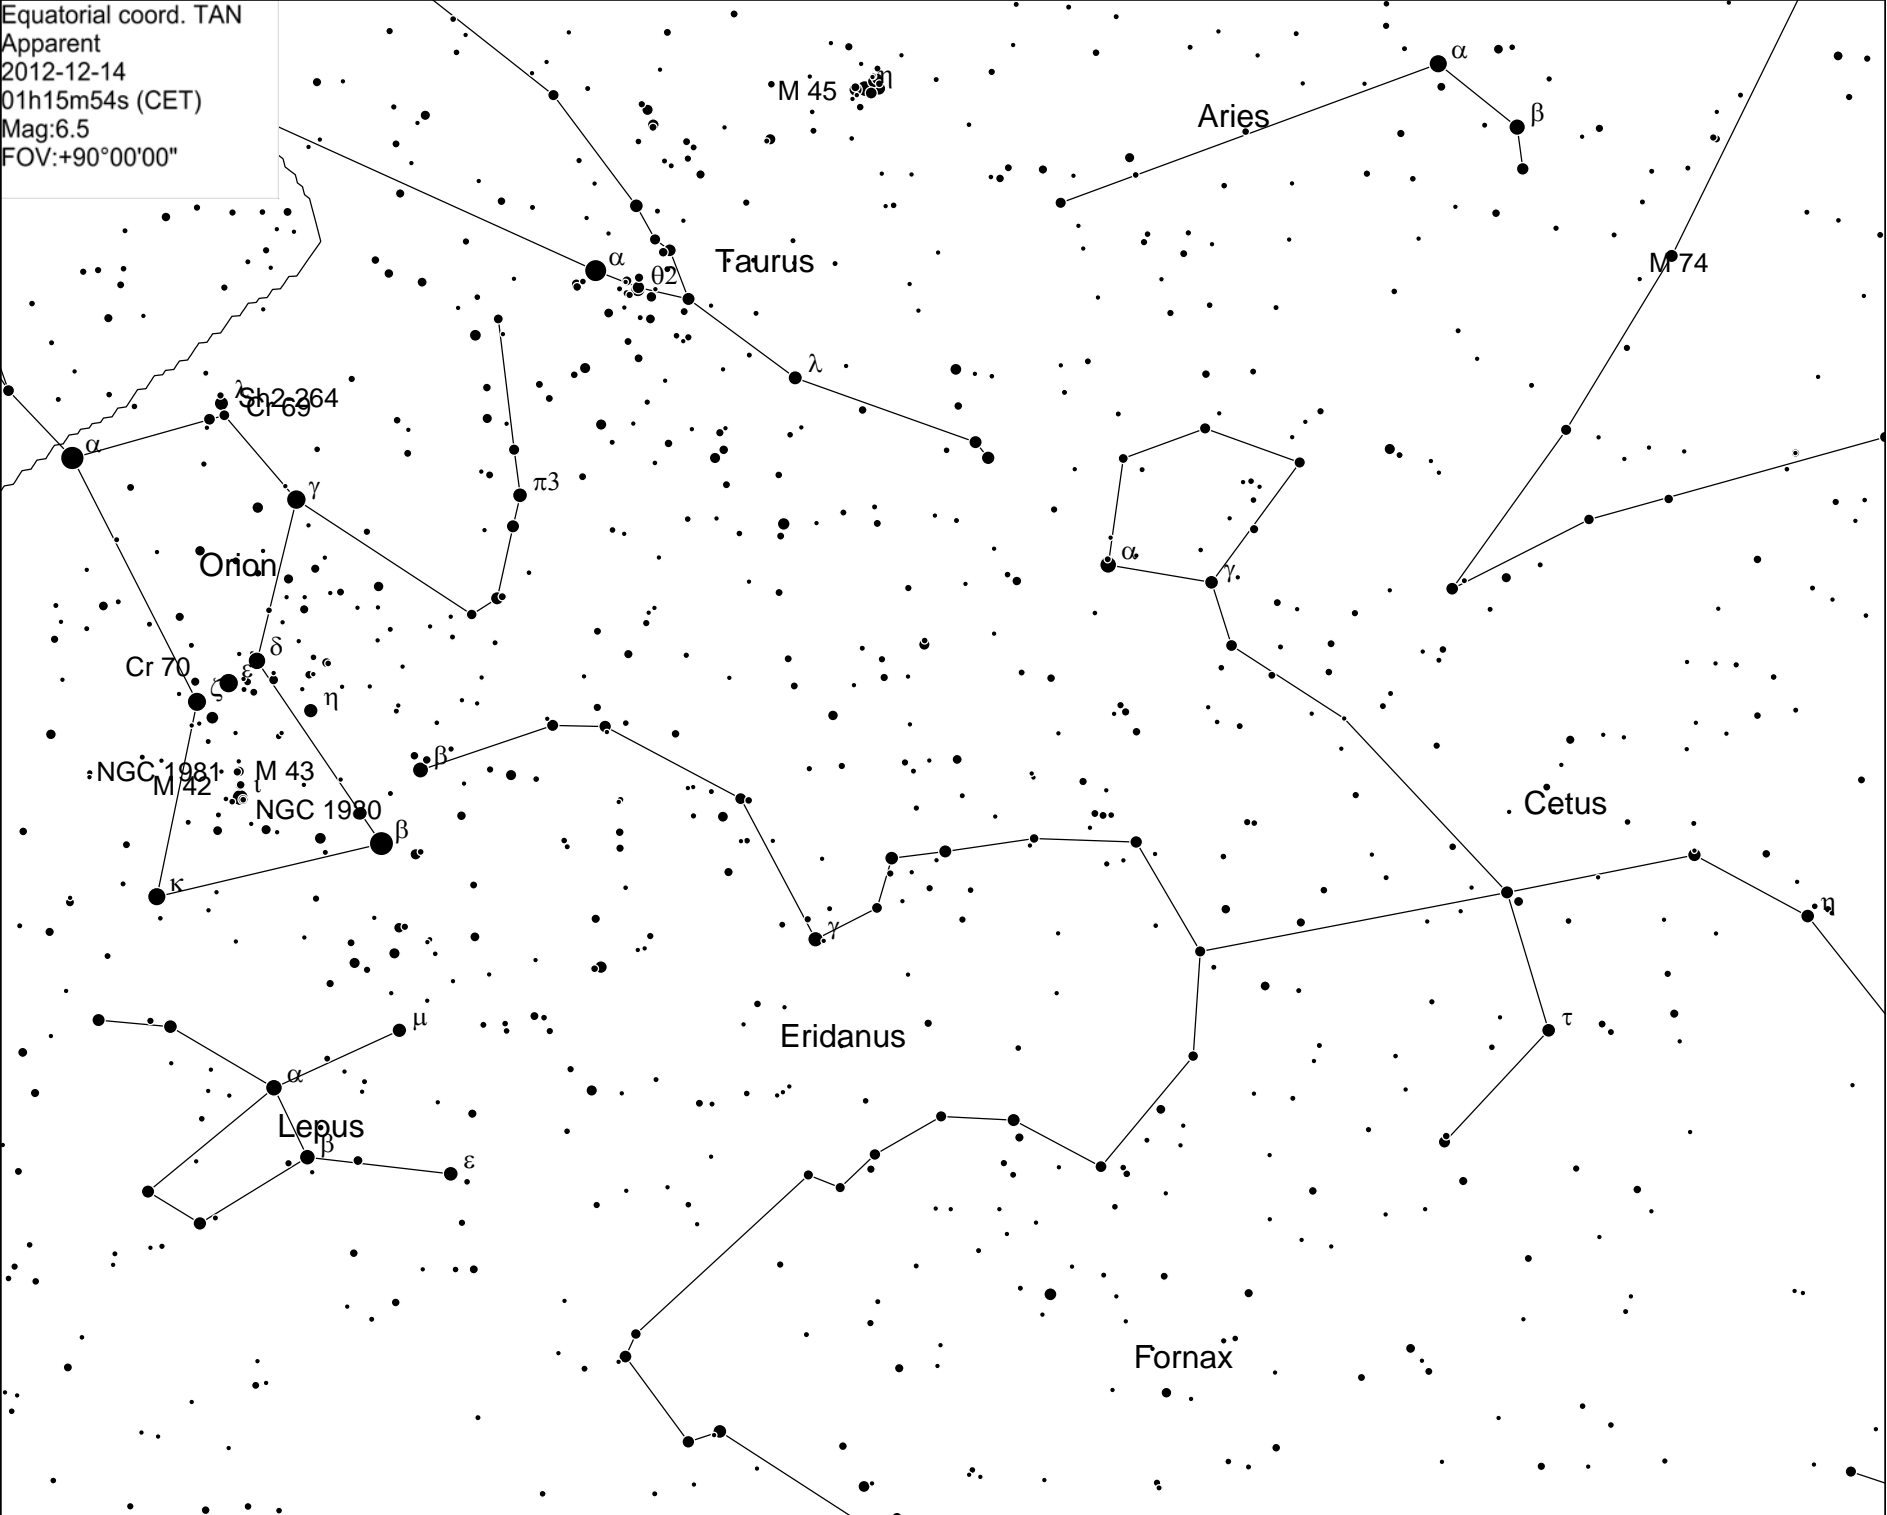 Equatorial coord. TAN
Apparent
2012-12-14
01h15m54s (CET)
Mag:6.5
FOV:+90°00'00"
α
M 45
η
Aries
β
α
θ2
Taurus
M 74
λ
λ
Sh2-264
Cr 69
α
γ
π3
Orion
α
γ
δ
Cr 70
ε
ζ
η
β
NGC 1981
M 43
M 42
ι
NGC 1980
Cetus
β
κ
γ
η
μ
τ
Eridanus
α
Lepus
β
ε
Fornax